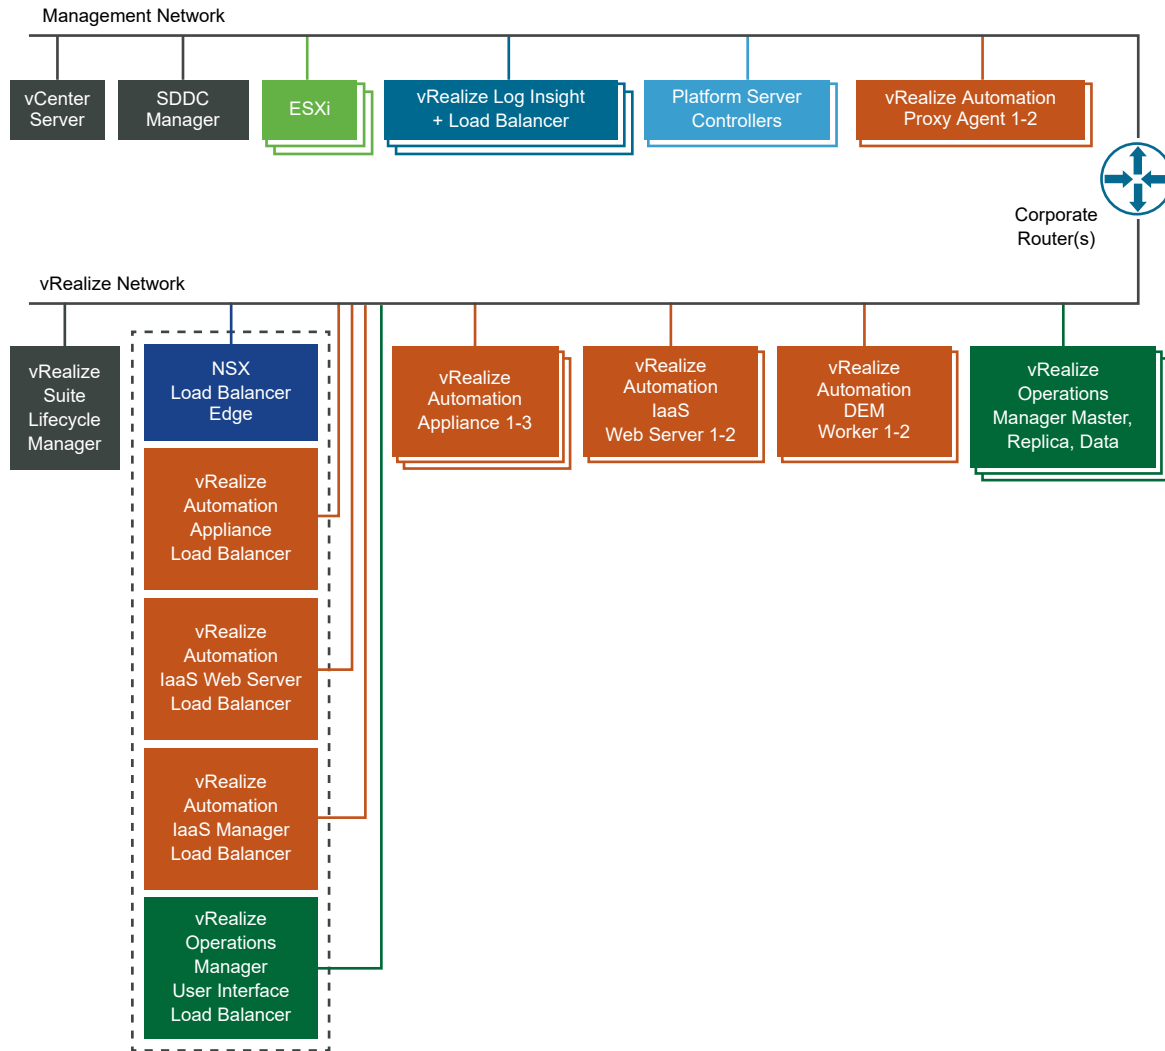 Management Network
vCenter
Server
SDDC
Manager
ESXi
vRealize Log Insight
+ Load Balancer
Platform Server
Controllers
vRealize Automation
Proxy Agent 1-2
Corporate
Router(s)
vRealize Network
vRealize
Suite
Lifecycle
Manager
NSX
Load Balancer
Edge
vRealize
Automation
Appliance
Load Balancer
vRealize
Automation
IaaS Web Server
Load Balancer
vRealize
Automation
IaaS Manager
Load Balancer
vRealize
Operations
Manager
User Interface
Load Balancer
vRealize
Automation
Appliance 1-3
vRealize
Automation
IaaS
Web Server 1-2
vRealize
Automation
DEM
Worker 1-2
vRealize
Operations
Manager Master,
Replica, Data